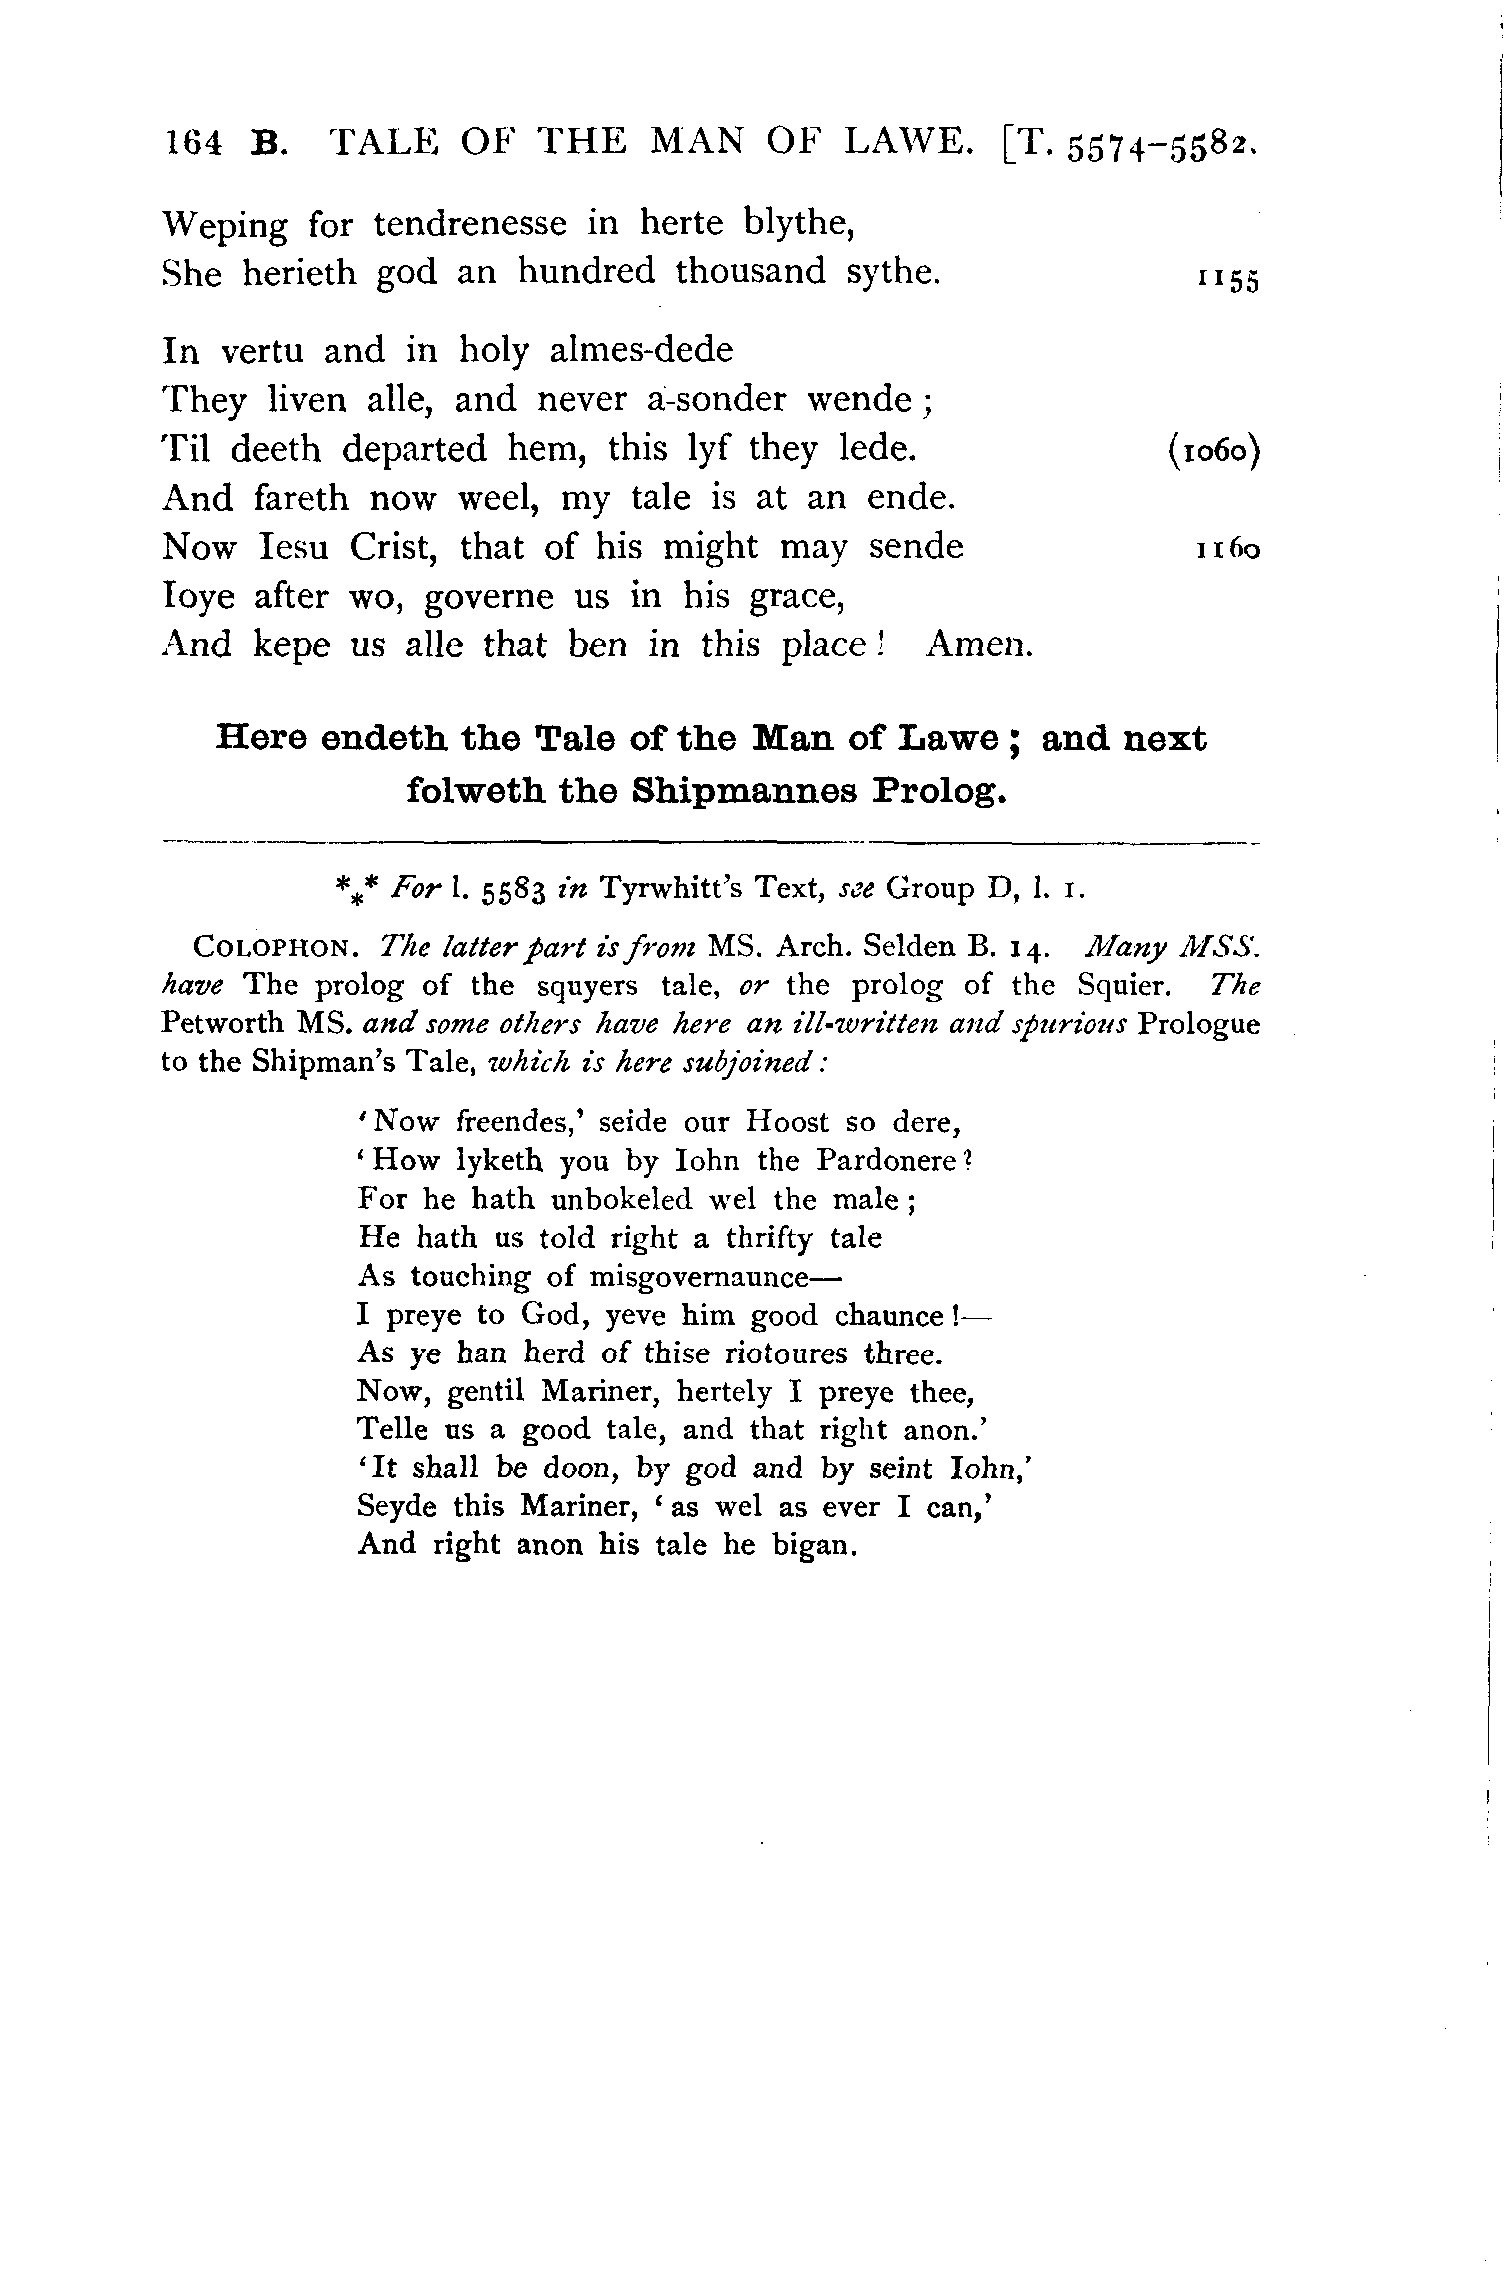 164 B. TALE OF THE MAN OF LAWE. [T. 5574-5582.
Weping for tendrenesse in herte blythe,
She herieth god an hundred thousand sythe. 1155
In vertu and in holy almes-dede
They liven alle, and never a-sonder wende;
Til deeth departed hem, this lyf they lede. (1060)
And fareth now weel, my tale is at an ende.
Now Iesu Crist, that of his might may sende 1160
Ioye after wo, governe us in his grace,
And kepe us alle that ben in this place! Amen.
Here endeth the Tale of the Man of Lawe; and next
folweth the Shipmannes Prolog.
*** For l. 5583 in Tyrwhitt's Text, see Group D, l. 1.
COLOPHON. The latter part is from MS. Arch. Selden B. 14. Many MSS.
have The prolog of the squyers tale, or the prolog of the Squier. The
Petworth MS. and some others have here an ill-written and spurious Prologue
to the Shipman's Tale, which is here subjoined:
'Now freendes,' seide our Hoost so dere,
'How lyketh you by Iohn the Pardonere?
For he hath unbokeled wel the male;
He hath us told right a thrifty tale
As touching of misgovernaunce—
I preye to God, yeve him good chaunce!—
As ye han herd of thise riotoures three.
Now, gentil Mariner, hertely I preye thee,
Telle us a good tale, and that right anon.'
'It shall be doon, by god and by seint Iohn,'
Seyde this Mariner, 'as wel as ever I can,'
And right anon his tale he bigan.